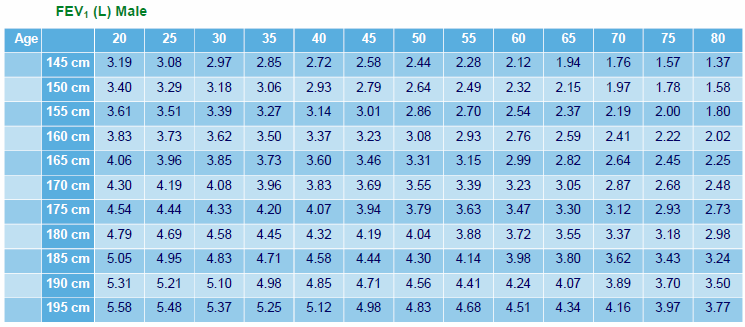 FEV₁ (L) Male
Age 20 25 30 35 40 45 50 55 60 65 70 75 80
145 cm 3.19 3.08 2.97 2.85 2.72 2.58 2.44 2.28 2.12 1.94 1.76 1.57 1.37
150 cm 3.40 3.29 3.18 3.06 2.93 2.79 2.64 2.49 2.32 2.15 1.97 1.78 1.58
155 cm 3.61 3.51 3.39 3.27 3.14 3.01 2.86 2.70 2.54 2.37 2.19 2.00 1.80
160 cm 3.83 3.73 3.62 3.50 3.37 3.23 3.08 2.93 2.76 2.59 2.41 2.22 2.02
165 cm 4.06 3.96 3.85 3.73 3.60 3.46 3.31 3.15 2.99 2.82 2.64 2.45 2.25
170 cm 4.30 4.19 4.08 3.96 3.83 3.69 3.55 3.39 3.23 3.05 2.87 2.68 2.48
175 cm 4.54 4.44 4.33 4.20 4.07 3.94 3.79 3.63 3.47 3.30 3.12 2.93 2.73
180 cm 4.79 4.69 4.58 4.45 4.32 4.19 4.04 3.88 3.72 3.55 3.37 3.18 2.98
185 cm 5.05 4.95 4.83 4.71 4.58 4.44 4.30 4.14 3.98 3.80 3.62 3.43 3.24
190 cm 5.31 5.21 5.10 4.98 4.85 4.71 4.56 4.41 4.24 4.07 3.89 3.70 3.50
195 cm 5.58 5.48 5.37 5.25 5.12 4.98 4.83 4.68 4.51 4.34 4.16 3.97 3.77